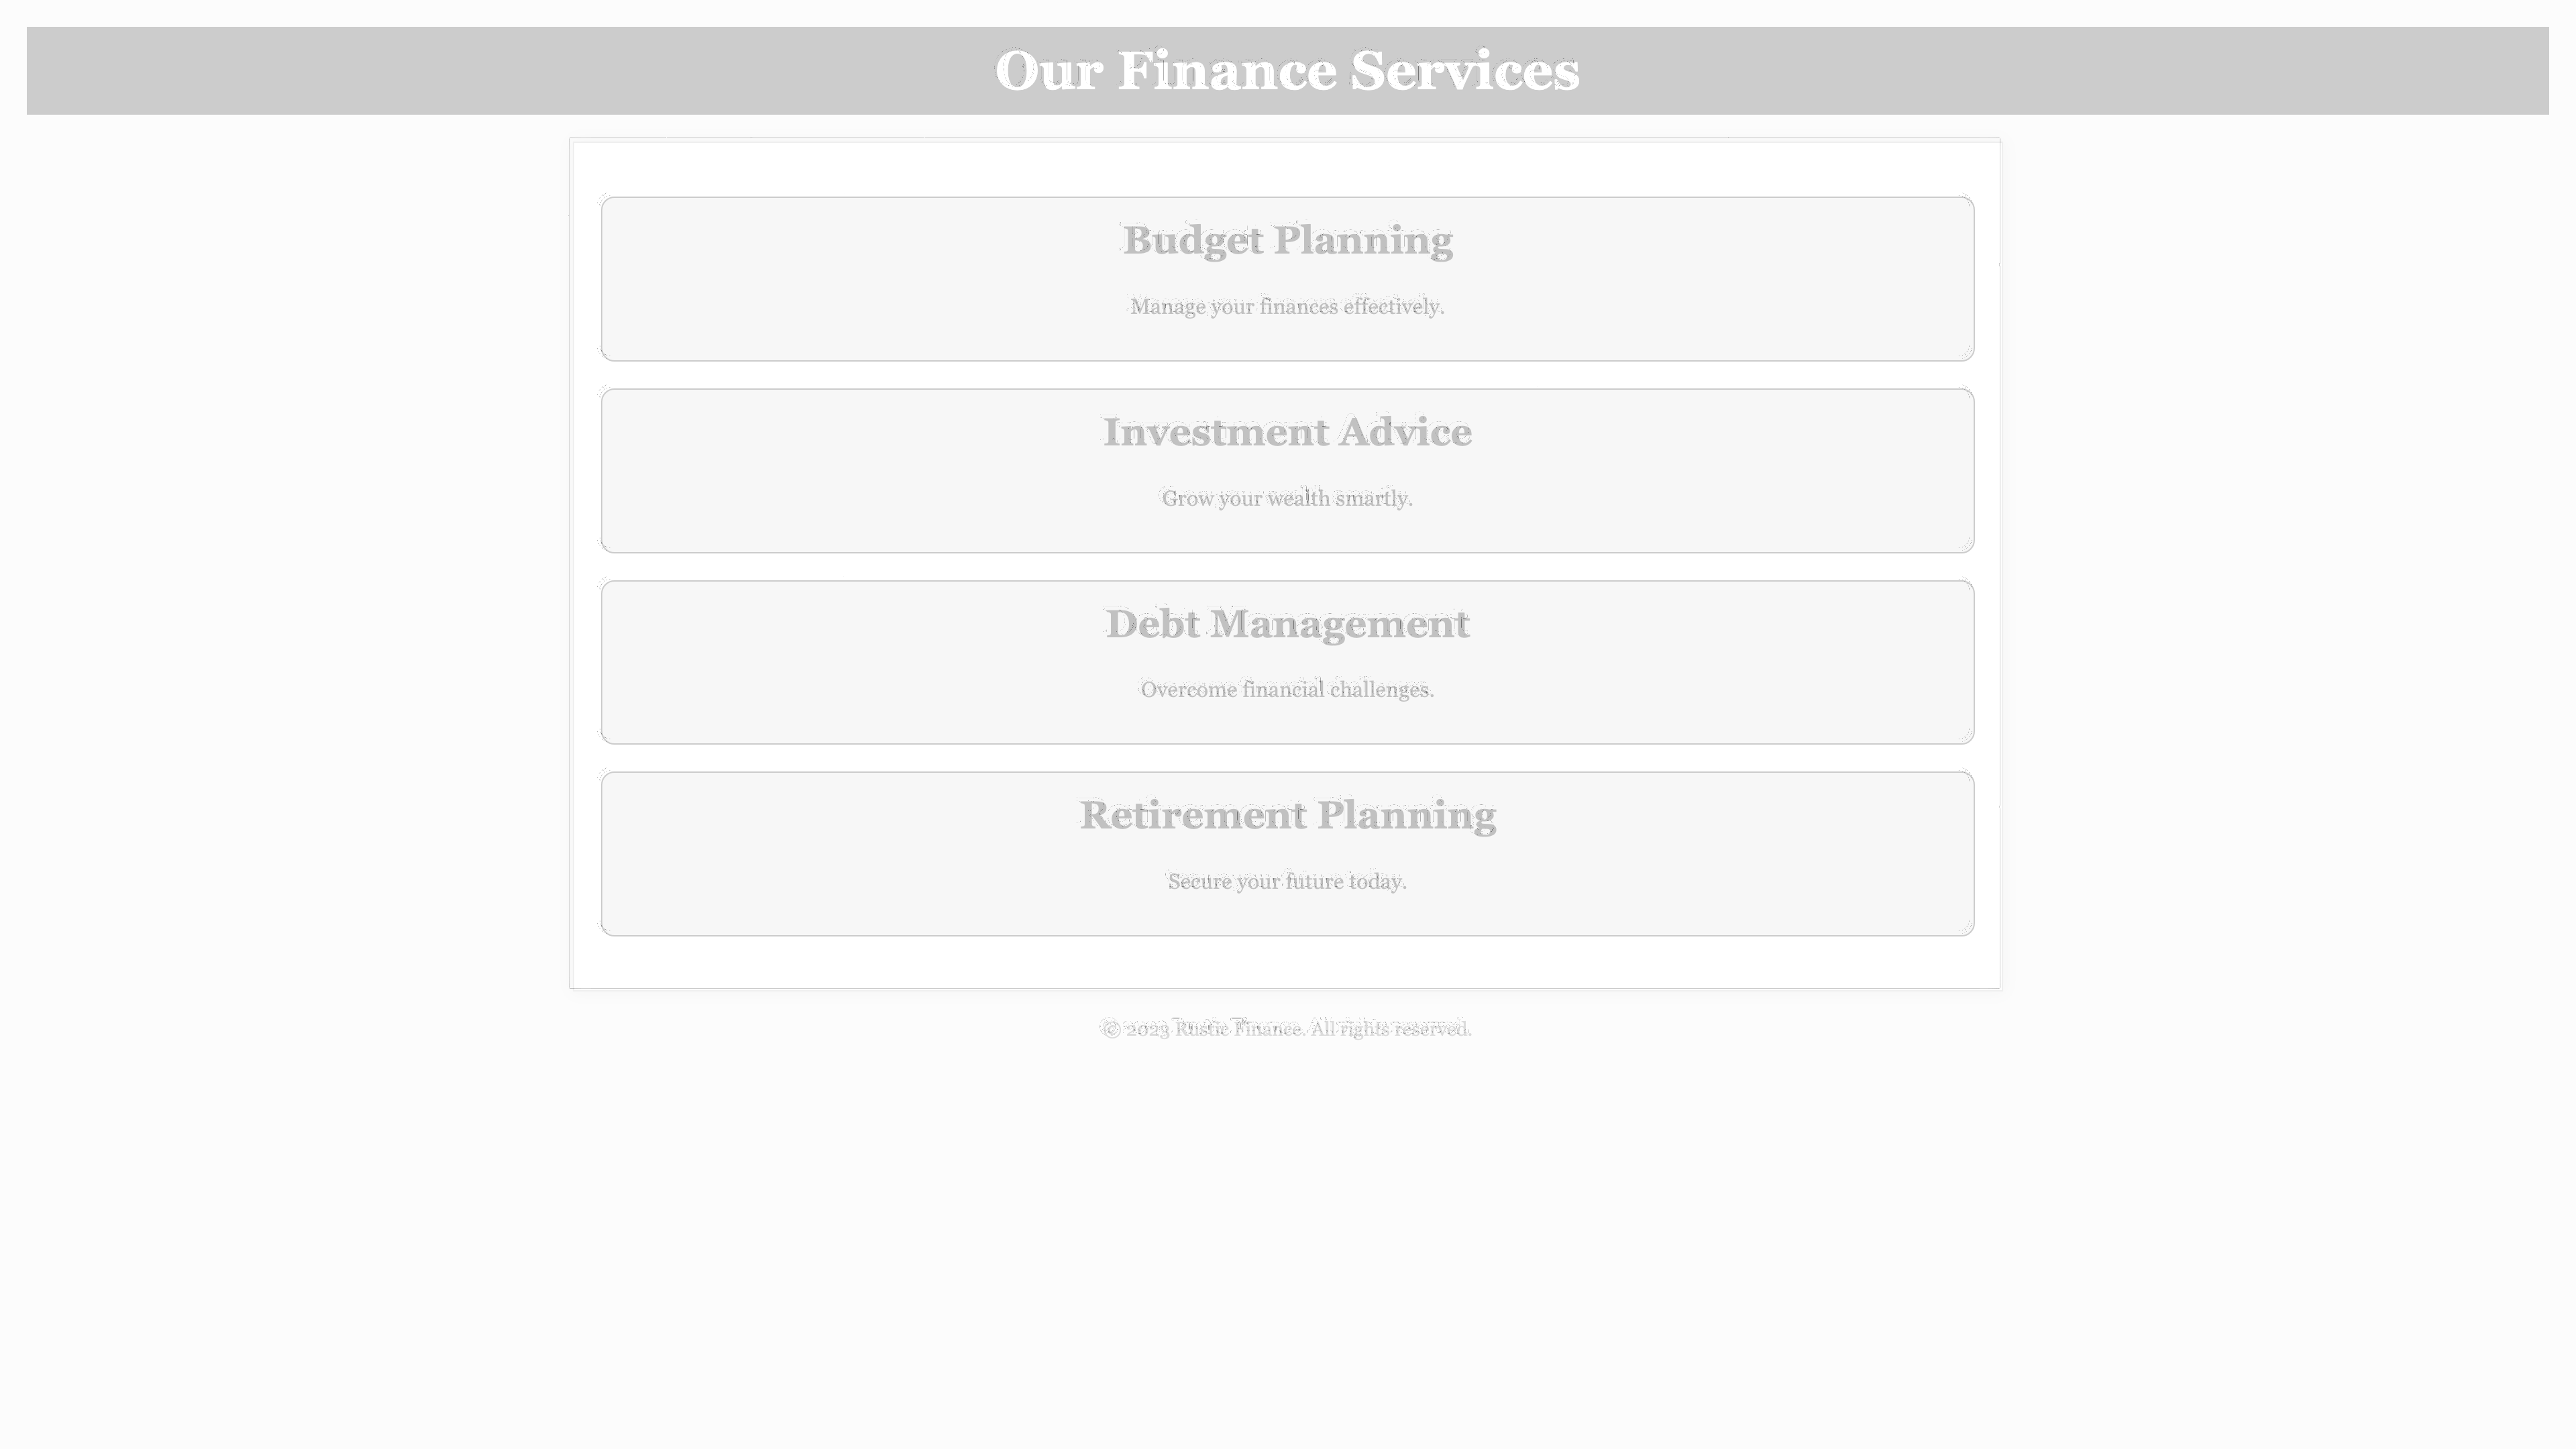 Our Finance Services
Budget Planning
Manage your finances effectively.
Investment Advice
Grow your wealth smartly.
Debt Management
Overcome financial challenges.
Retirement Planning
Secure your future today.
© 2023 Rustic Finance. All rights reserved.